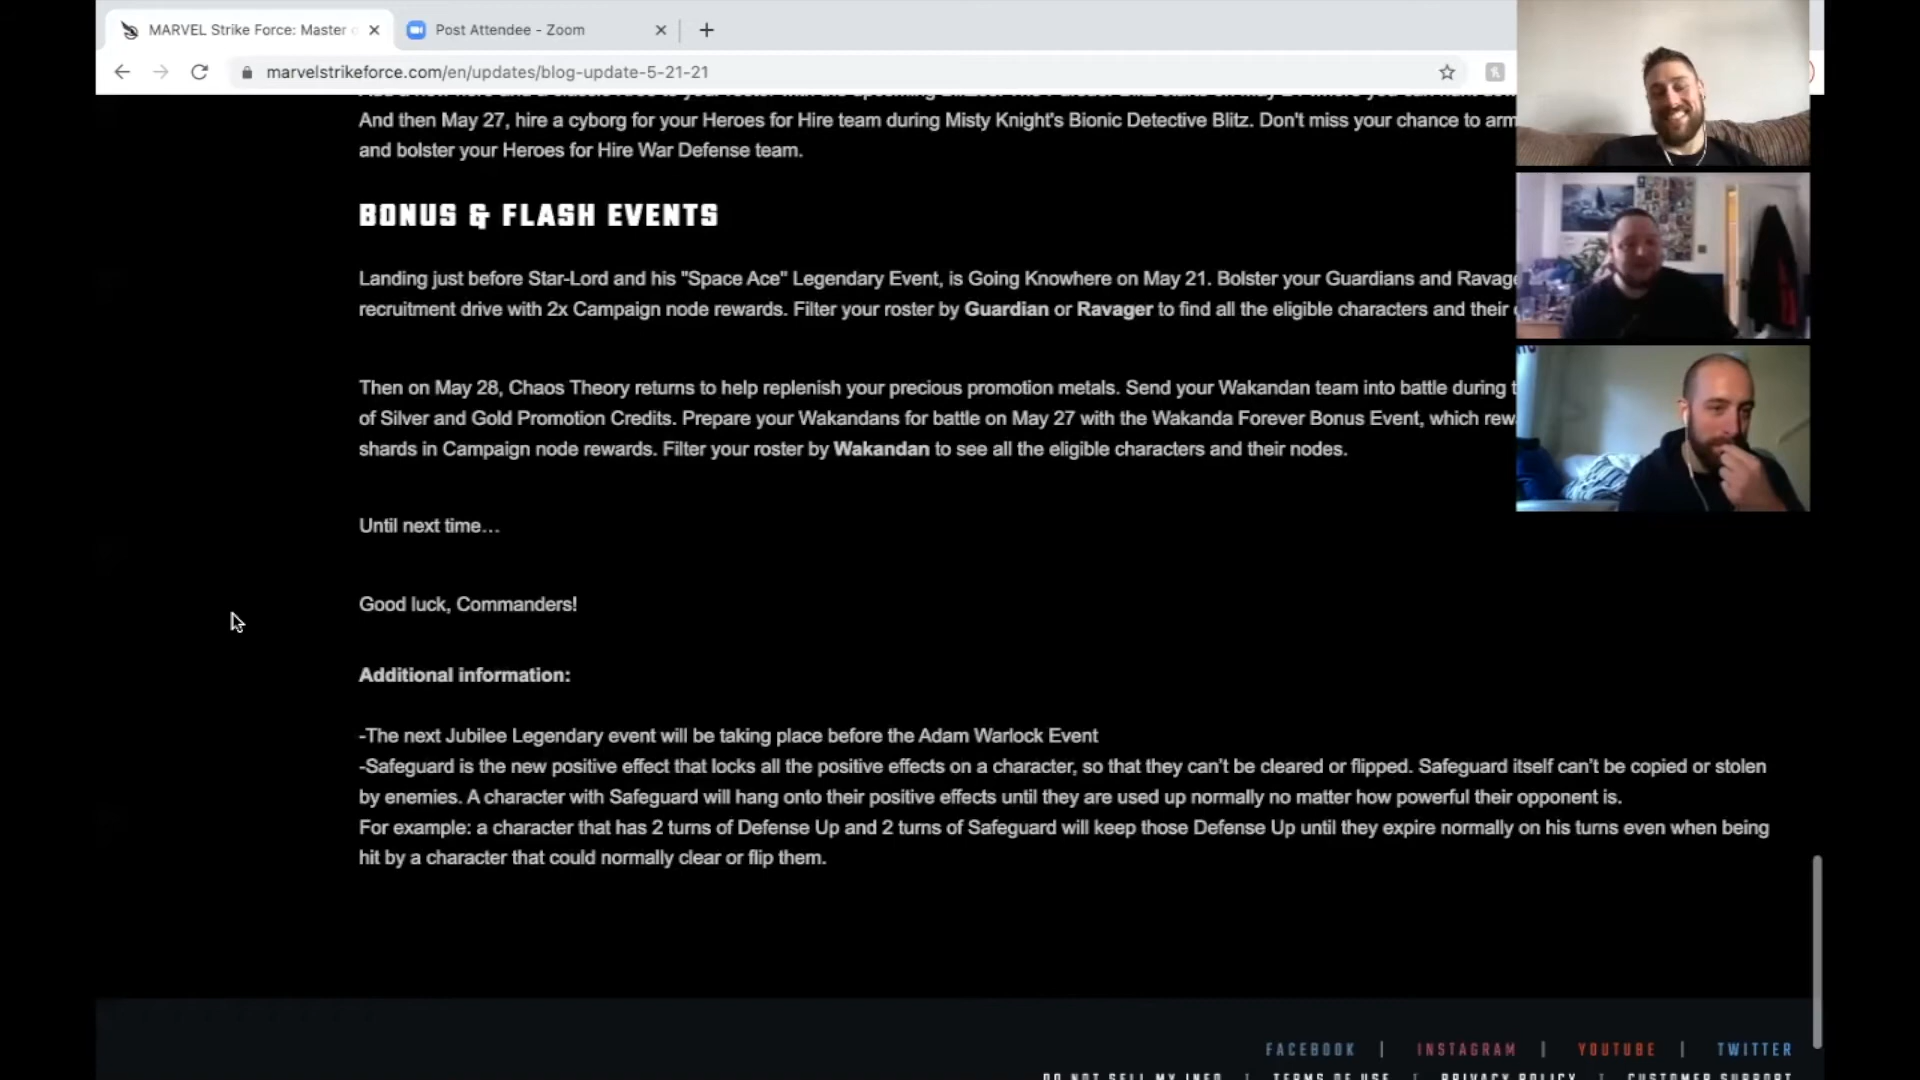 MARVEL Strike Force: Master
Post Attendee - Zoom
marvelstrikeforce.com/en/updates/blog-update-5-21-21
And then May 27, hire a cyborg for your Heroes for Hire team during Misty Knight's Bionic Detective Blitz. Don't miss your chance to arm
and bolster your Heroes for Hire War Defense team.
BONUS & FLASH EVENTS
Landing just before Star-Lord and his "Space Ace" Legendary Event, is Going Knowhere on May 21. Bolster your Guardians and Ravage
recruitment drive with 2x Campaign node rewards. Filter your roster by Guardian or Ravager to find all the eligible characters and their
Then on May 28, Chaos Theory returns to help replenish your precious promotion metals. Send your Wakandan team into battle during t
of Silver and Gold Promotion Credits. Prepare your Wakandans for battle on May 27 with the Wakanda Forever Bonus Event, which rew
shards in Campaign node rewards. Filter your roster by Wakandan to see all the eligible characters and their nodes.
Until next time…
Good luck, Commanders!
Additional information:
-The next Jubilee Legendary event will be taking place before the Adam Warlock Event
-Safeguard is the new positive effect that locks all the positive effects on a character, so that they can't be cleared or flipped. Safeguard itself can't be copied or stolen
by enemies. A character with Safeguard will hang onto their positive effects until they are used up normally no matter how powerful their opponent is.
For example: a character that has 2 turns of Defense Up and 2 turns of Safeguard will keep those Defense Up until they expire normally on his turns even when being
hit by a character that could normally clear or flip them.
FACEBOOK | INSTAGRAM | YOUTUBE | TWITTER
DO NOT SELL MY INFO | TERMS OF USE | PRIVACY POLICY | CUSTOMER SUPPORT